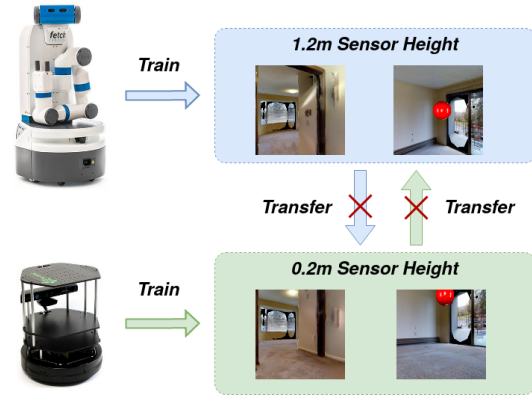 fetch
1.2m Sensor Height
Train
Transfer
Transfer
0.2m Sensor Height
Train